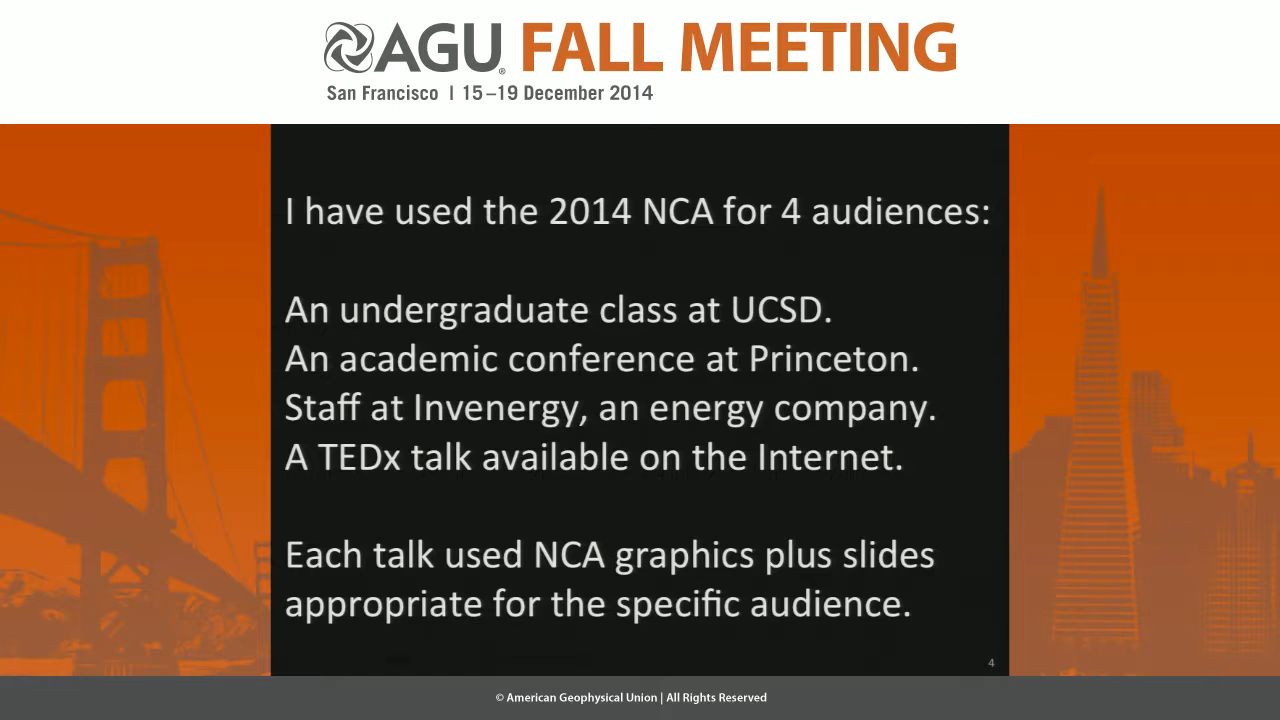 AGU® FALL MEETING
San Francisco | 15–19 December 2014
I have used the 2014 NCA for 4 audiences:
An undergraduate class at UCSD.
An academic conference at Princeton.
Staff at Invenergy, an energy company.
A TEDx talk available on the Internet.
Each talk used NCA graphics plus slides
appropriate for the specific audience.
4
© American Geophysical Union | All Rights Reserved